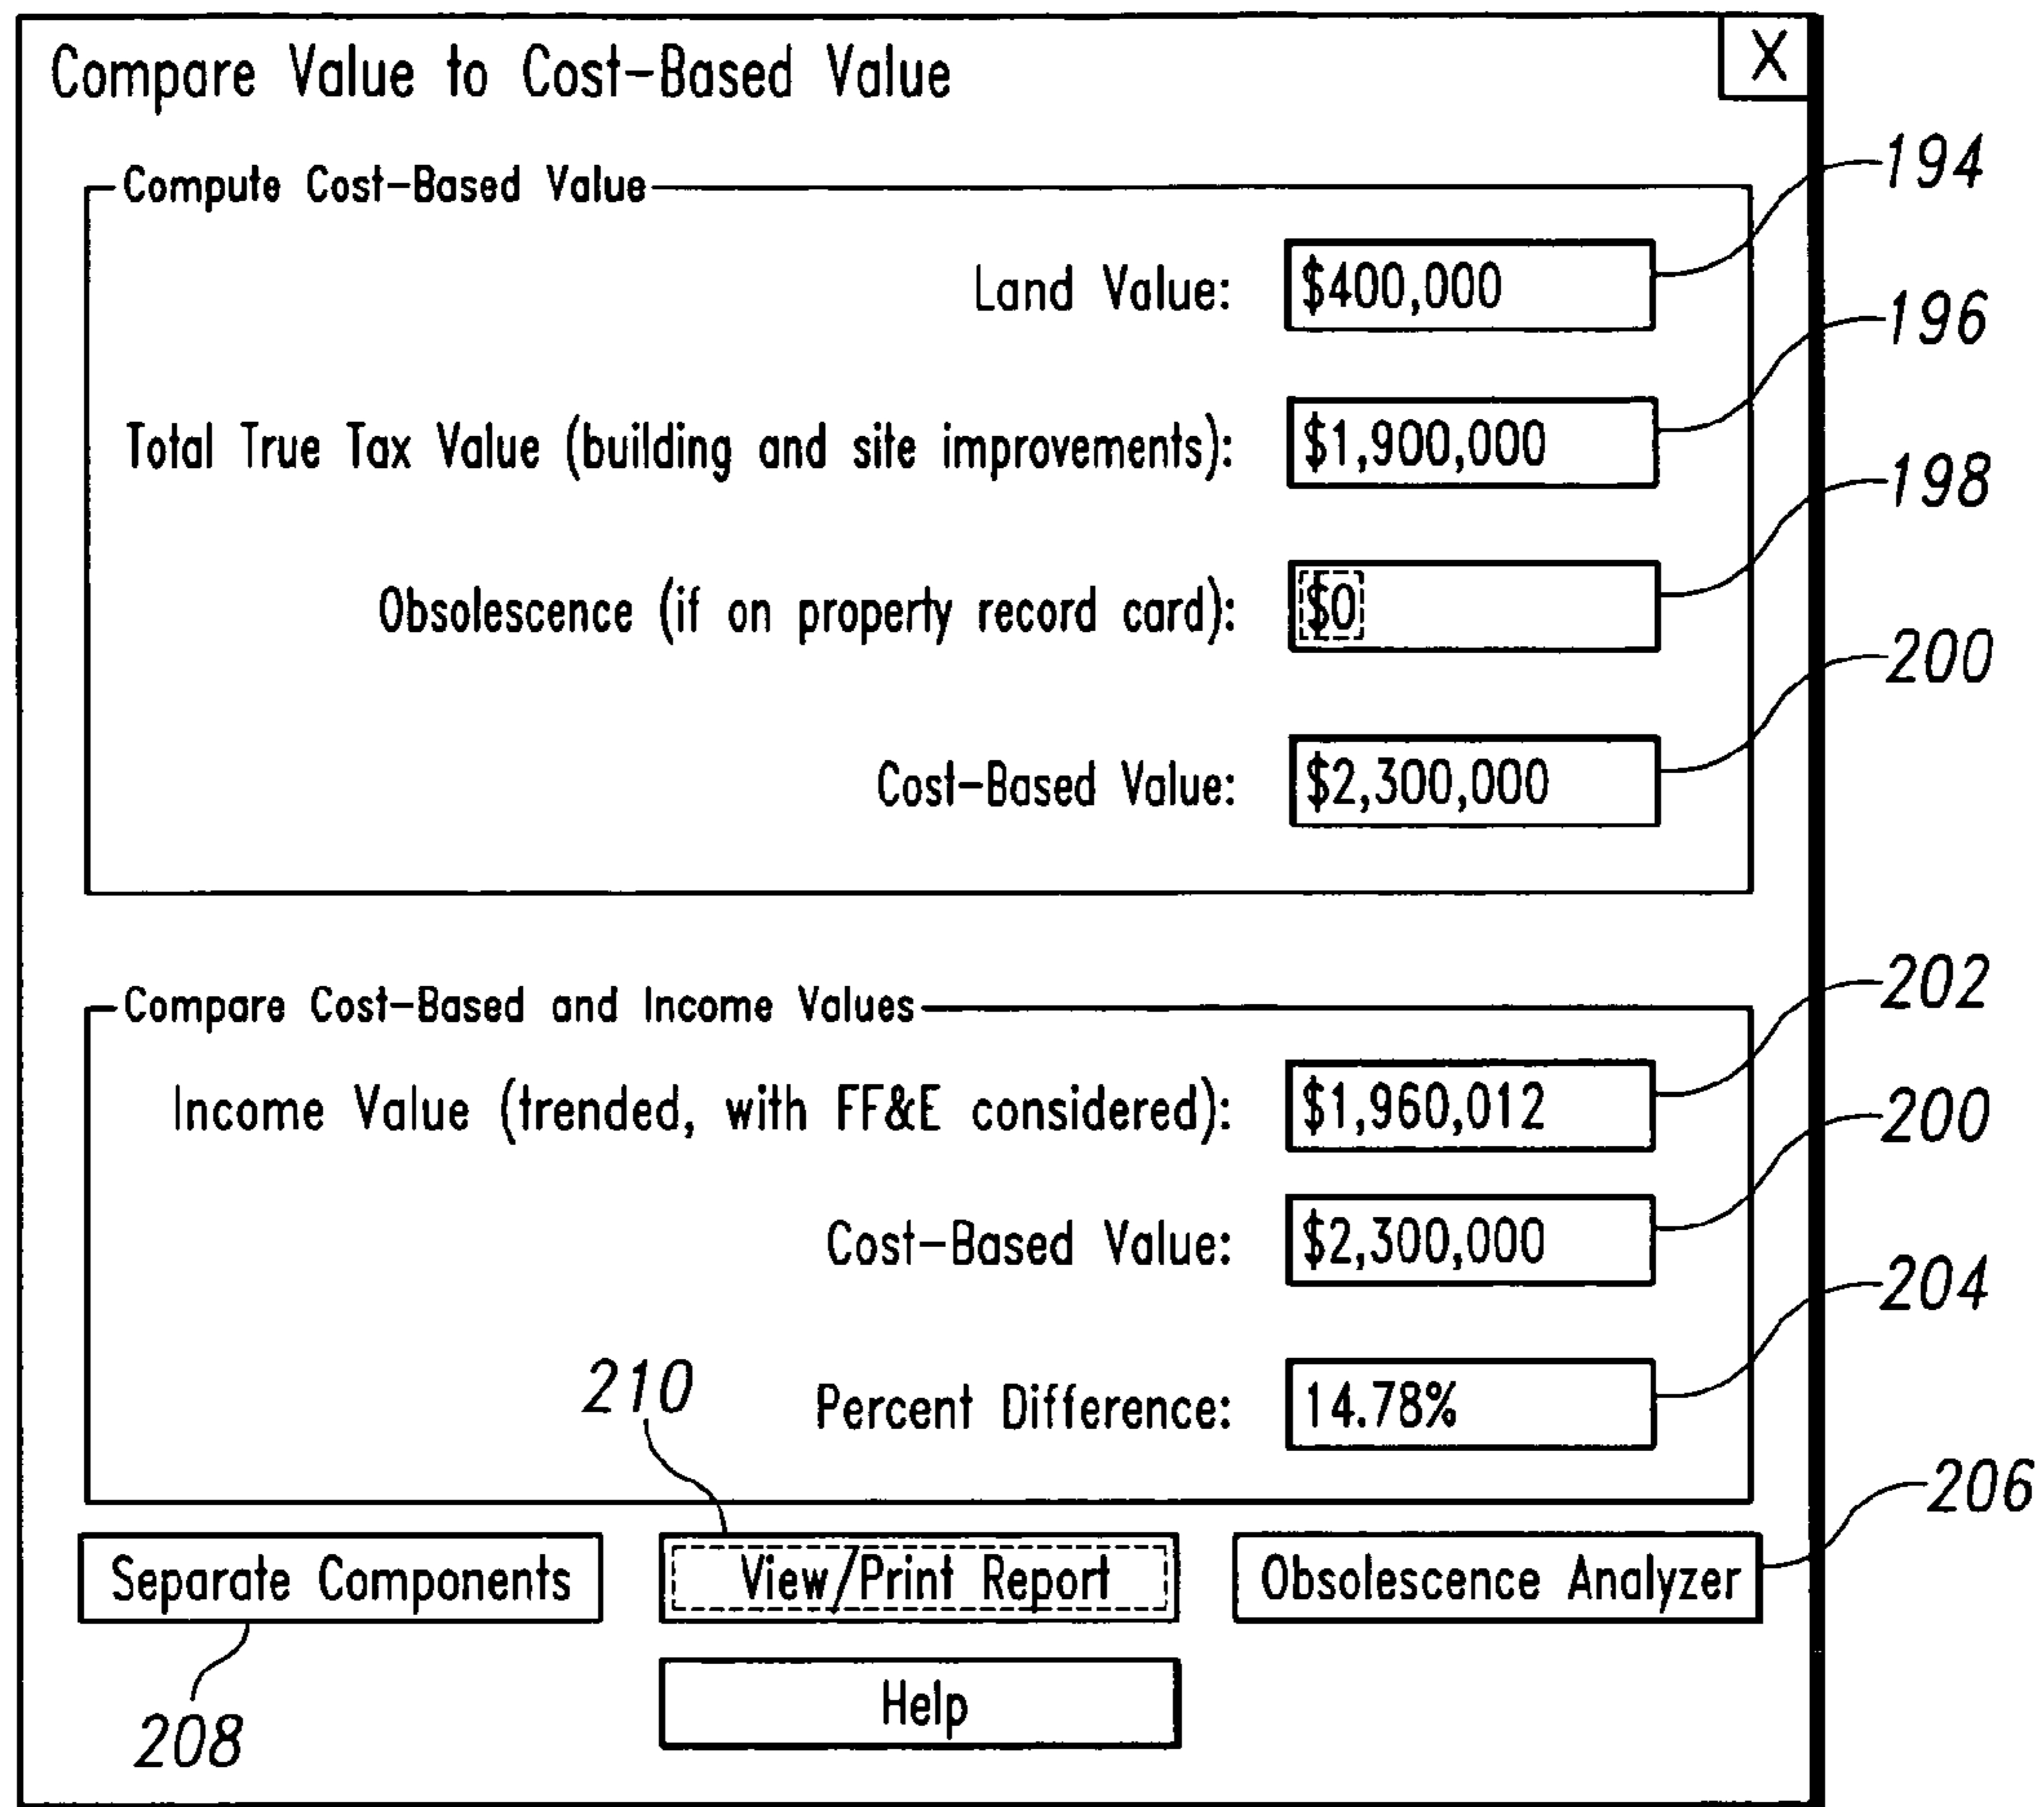 Compare Value to Cost-Based Value X
Compute Cost-Based Value
194
Land Value: $400,000
196
Total True Tax Value (building and site improvements): $1,900,000
198
Obsolescence (if on property record card): $0
200
Cost-Based Value: $2,300,000
Compare Cost-Based and Income Values
202
Income Value (trended, with FF&E considered): $1,960,012
200
Cost-Based Value: $2,300,000
204
210
Percent Difference: 14.78%
206
Separate Components View/Print Report Obsolescence Analyzer
208
Help